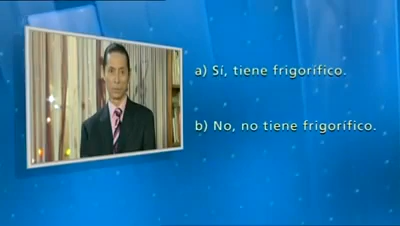 a) Sí, tiene frigorífico.
b) No, no tiene frigorífico.